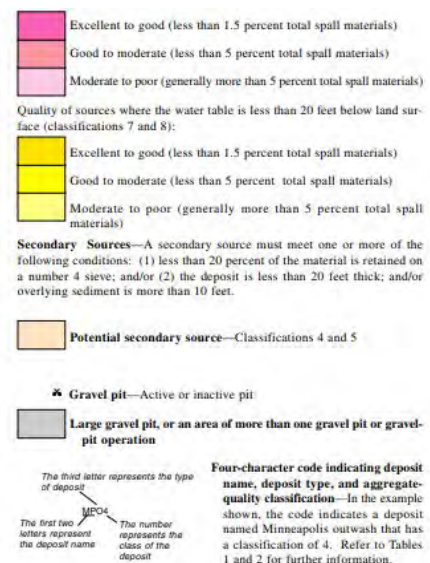 Excellent to good (less than 1.5 percent total spall materials)
Good to moderate (less than 5 percent total spall materials)
Moderate to poor (generally more than 5 percent total spall materials)
Quality of sources where the water table is less than 20 feet below land sur-
face (classifications 7 and 8):
Excellent to good (less than 1.5 percent total spall materials)
Good to moderate (less than 5 percent total spall materials)
Moderate to poor (generally more than 5 percent total spall
materials)
Secondary Sources—A secondary source must meet one or more of the
following conditions: (1) less than 20 percent of the material is retained on
a number 4 sieve; and/or (2) the deposit is less than 20 feet thick; and/or
overlying sediment is more than 10 feet.
Potential secondary source—Classifications 4 and 5
Gravel pit—Active or inactive pit
Large gravel pit, or an area of more than one gravel pit or gravel-
pit operation
The third letter represents the type
of deposit
MPO4
The first two
letters represent
the deposit name
The number
represents the
class of the
deposit
Four-character code indicating deposit
name, deposit type, and aggregate-
quality classification—In the example
shown, the code indicates a deposit
named Minneapolis outwash that has
a classification of 4. Refer to Tables
1 and 2 for further information.